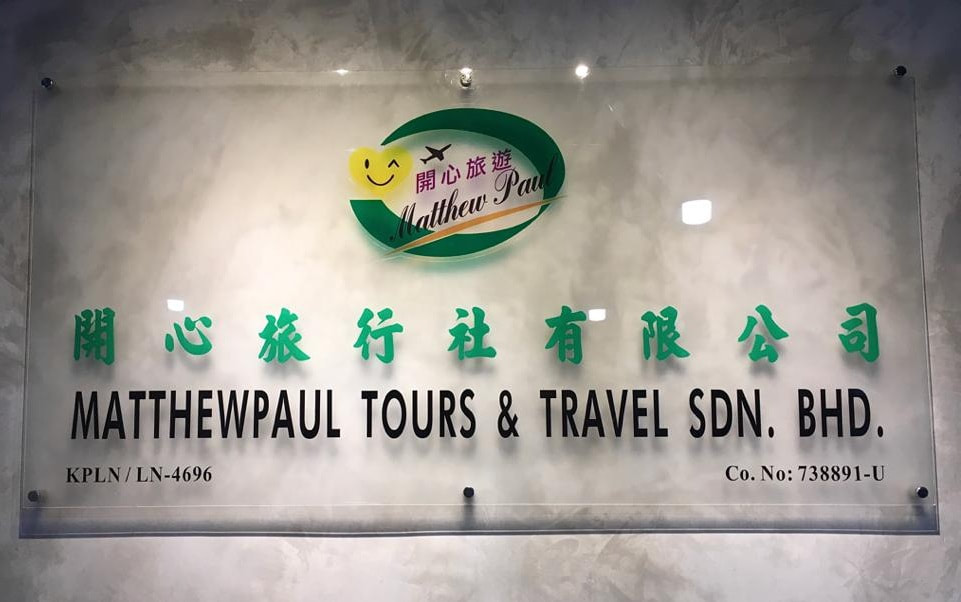 開心旅遊
Matthew Paul
開心旅行社有限公司
MATTHEWPAUL TOURS & TRAVEL SDN. BHD.
KPLN / LN-4696
Co. No: 738891-U